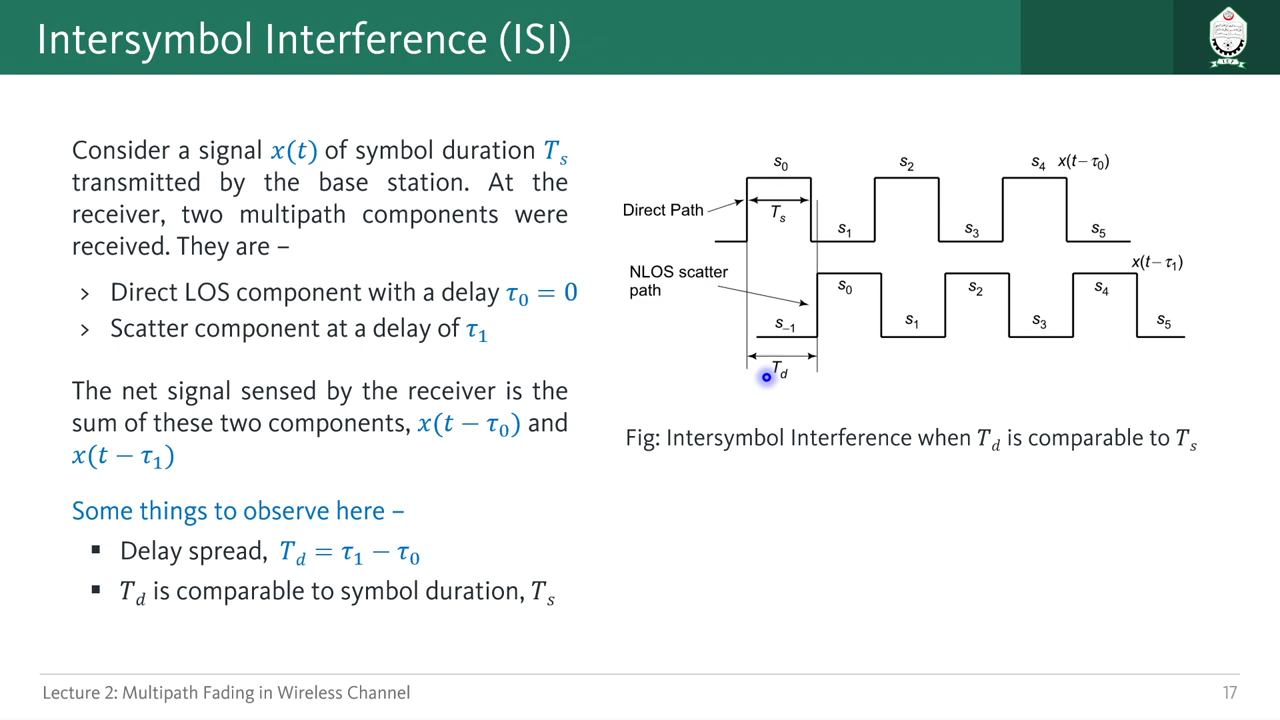 Intersymbol Interference (ISI)
Consider a signal x(t) of symbol duration Tₛ
transmitted by the base station. At the
receiver, two multipath components were
received. They are –
> Direct LOS component with a delay τ₀ = 0
> Scatter component at a delay of τ₁
The net signal sensed by the receiver is the
sum of these two components, x(t − τ₀) and
x(t − τ₁)
Some things to observe here –
▪ Delay spread, T_d = τ₁ − τ₀
▪ T_d is comparable to symbol duration, Tₛ
s₀ s₂ s₄ x(t − τ₀)
Direct Path
Tₛ
s₁ s₃ s₅
x(t − τ₁)
NLOS scatter
path
s₀ s₂ s₄
s₋₁ s₁ s₃ s₅
T_d
Fig: Intersymbol Interference when T_d is comparable to Tₛ
Lecture 2: Multipath Fading in Wireless Channel
17